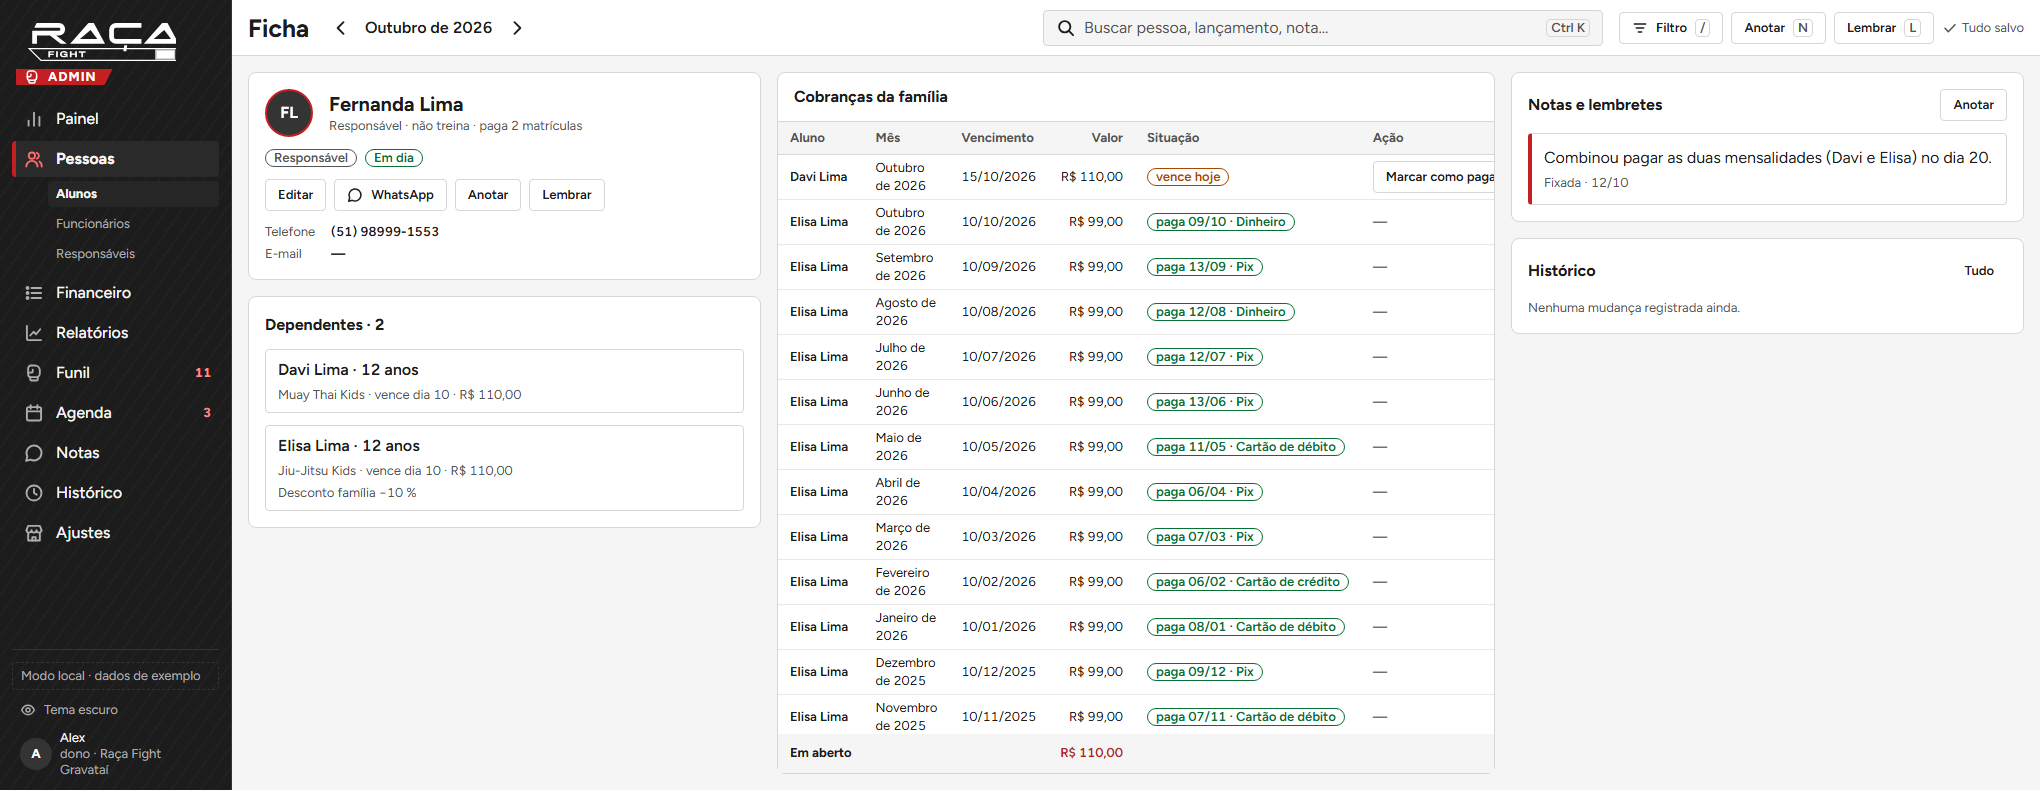 RAÇA
FIGHT
ADMIN
Painel
Pessoas
Alunos
Funcionários
Responsáveis
Financeiro
Relatórios
Funil 11
Agenda 3
Notas
Histórico
Ajustes
Modo local · dados de exemplo
Tema escuro
A
Alex
dono · Raça Fight
Gravataí
Ficha
Outubro de 2026
Buscar pessoa, lançamento, nota... Ctrl K
Filtro /
Anotar N
Lembrar L
Tudo salvo
FL
Fernanda Lima
Responsável · não treina · paga 2 matrículas
Responsável Em dia
Editar WhatsApp Anotar Lembrar
Telefone (51) 98999-1553
E-mail —
Dependentes · 2
Davi Lima · 12 anos
Muay Thai Kids · vence dia 10 · R$ 110,00
Elisa Lima · 12 anos
Jiu-Jitsu Kids · vence dia 10 · R$ 110,00
Desconto família −10 %
Cobranças da família
Aluno Mês Vencimento Valor Situação Ação
Davi Lima Outubro de 2026 15/10/2026 R$ 110,00 vence hoje Marcar como paga
Elisa Lima Outubro de 2026 10/10/2026 R$ 99,00 paga 09/10 · Dinheiro —
Elisa Lima Setembro de 2026 10/09/2026 R$ 99,00 paga 13/09 · Pix —
Elisa Lima Agosto de 2026 10/08/2026 R$ 99,00 paga 12/08 · Dinheiro —
Elisa Lima Julho de 2026 10/07/2026 R$ 99,00 paga 12/07 · Pix —
Elisa Lima Junho de 2026 10/06/2026 R$ 99,00 paga 13/06 · Pix —
Elisa Lima Maio de 2026 10/05/2026 R$ 99,00 paga 11/05 · Cartão de débito —
Elisa Lima Abril de 2026 10/04/2026 R$ 99,00 paga 06/04 · Pix —
Elisa Lima Março de 2026 10/03/2026 R$ 99,00 paga 07/03 · Pix —
Elisa Lima Fevereiro de 2026 10/02/2026 R$ 99,00 paga 06/02 · Cartão de crédito —
Elisa Lima Janeiro de 2026 10/01/2026 R$ 99,00 paga 08/01 · Cartão de débito —
Elisa Lima Dezembro de 2025 10/12/2025 R$ 99,00 paga 09/12 · Pix —
Elisa Lima Novembro de 2025 10/11/2025 R$ 99,00 paga 07/11 · Cartão de débito —
Em aberto R$ 110,00
Notas e lembretes Anotar
Combinou pagar as duas mensalidades (Davi e Elisa) no dia 20.
Fixada · 12/10
Histórico Tudo
Nenhuma mudança registrada ainda.